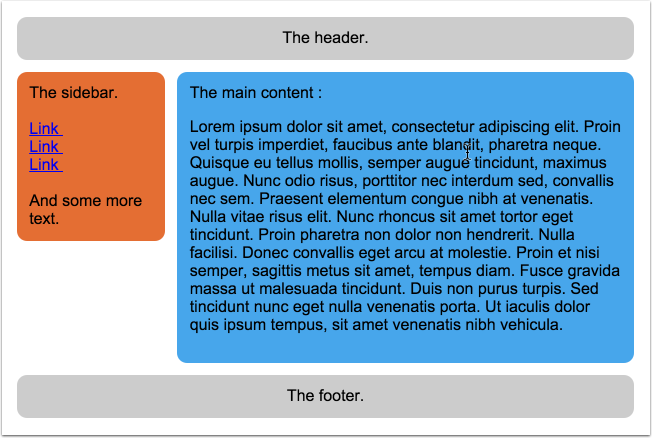 The header.
The sidebar.
Link
Link
Link
And some more
text.
The main content :
Lorem ipsum dolor sit amet, consectetur adipiscing elit. Proin
vel turpis imperdiet, faucibus ante blandit, pharetra neque.
Quisque eu tellus mollis, semper augue tincidunt, maximus
augue. Nunc odio risus, porttitor nec interdum sed, convallis
nec sem. Praesent elementum congue nibh at venenatis.
Nulla vitae risus elit. Nunc rhoncus sit amet tortor eget
tincidunt. Proin pharetra non dolor non hendrerit. Nulla
facilisi. Donec convallis eget arcu at molestie. Proin et nisi
semper, sagittis metus sit amet, tempus diam. Fusce gravida
massa ut malesuada tincidunt. Duis non purus turpis. Sed
tincidunt nunc eget nulla venenatis porta. Ut iaculis dolor
quis ipsum tempus, sit amet venenatis nibh vehicula.
The footer.